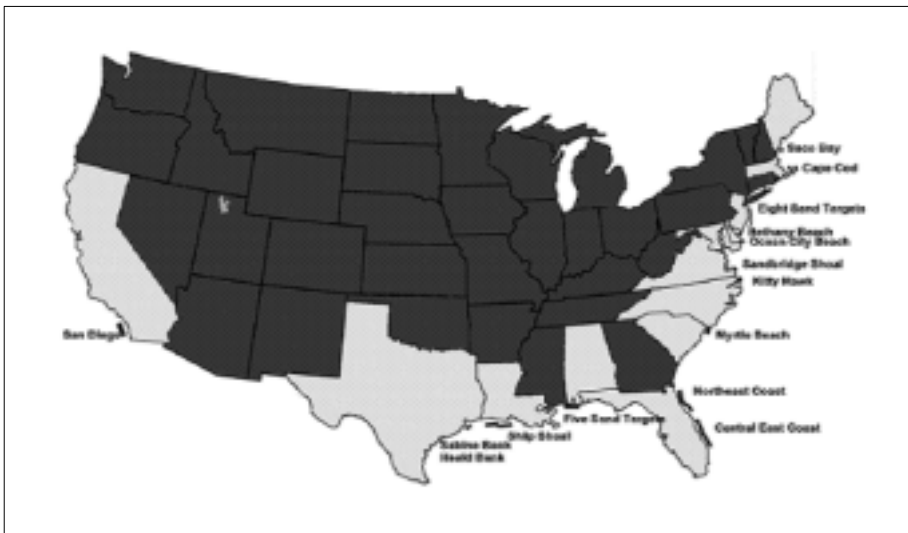 Saco Bay
Cape Cod
Eight Sand Targets
Bethany Beach
Ocean City Beach
Sandbridge Shoal
Kitty Hawk
San Diego
Myrtle Beach
Northeast Coast
Five Sand Targets
Central East Coast
Ship Shoal
Sabine Bank
Heald Bank